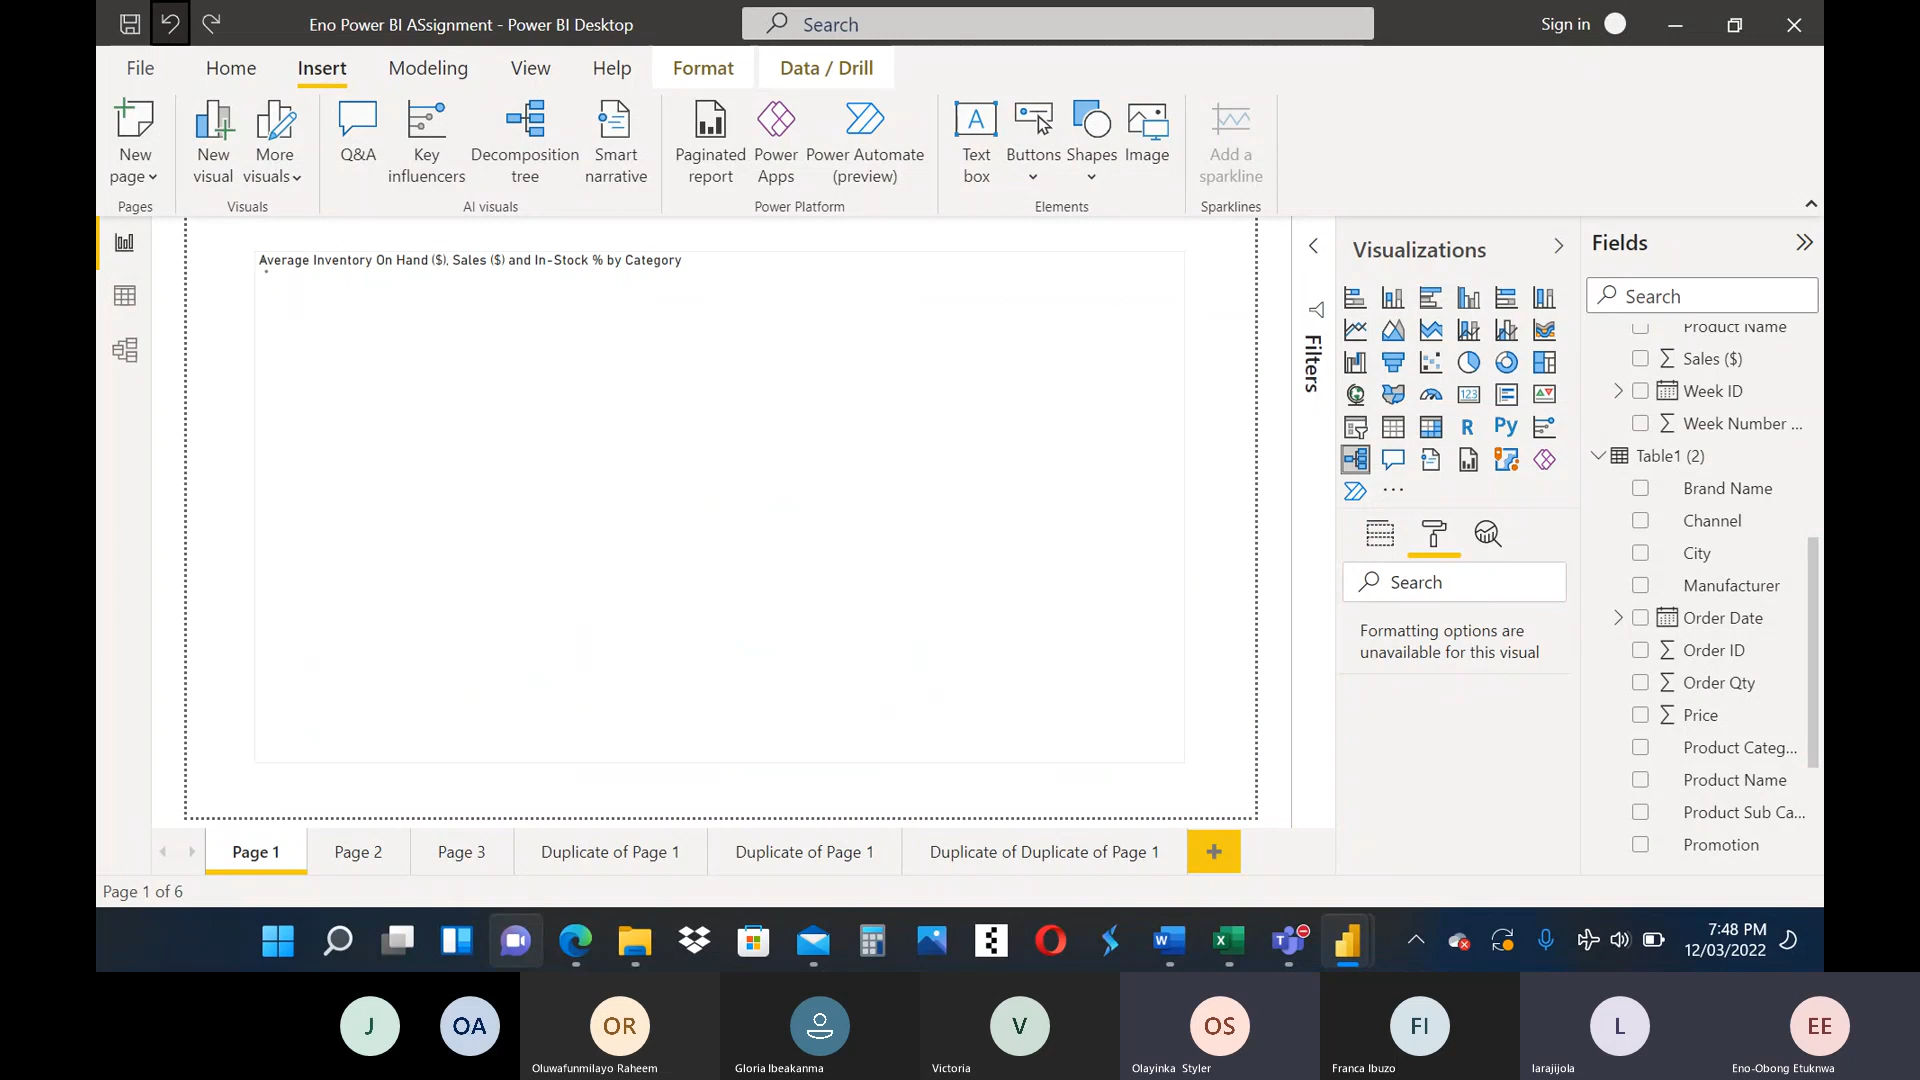 Eno Power BI ASsignment - Power BI Desktop
Search
Sign in
File
Home
Insert
Modeling
View
Help
Format
Data / Drill
New page
New visual
More visuals
Q&A
Key influencers
Decomposition tree
Smart narrative
Paginated report
Power Apps
Power Automate (preview)
Text box
Buttons
Shapes
Image
Add a sparkline
Pages
Visuals
AI visuals
Power Platform
Elements
Sparklines
Average Inventory On Hand ($), Sales ($) and In-Stock % by Category
Filters
Visualizations
R
Py
123
Search
Formatting options are
unavailable for this visual
Fields
Search
Product Name
Sales ($)
Week ID
Week Number ...
Table1 (2)
Brand Name
Channel
City
Manufacturer
Order Date
Order ID
Order Qty
Price
Product Categ...
Product Name
Product Sub Ca...
Promotion
Page 1
Page 2
Page 3
Duplicate of Page 1
Duplicate of Page 1
Duplicate of Duplicate of Page 1
Page 1 of 6
7:48 PM
12/03/2022
J
OA
OR
V
OS
FI
L
EE
Oluwafunmilayo Raheem
Gloria Ibeakanma
Victoria
Olayinka Styler
Franca Ibuzo
larajijola
Eno-Obong Etuknwa